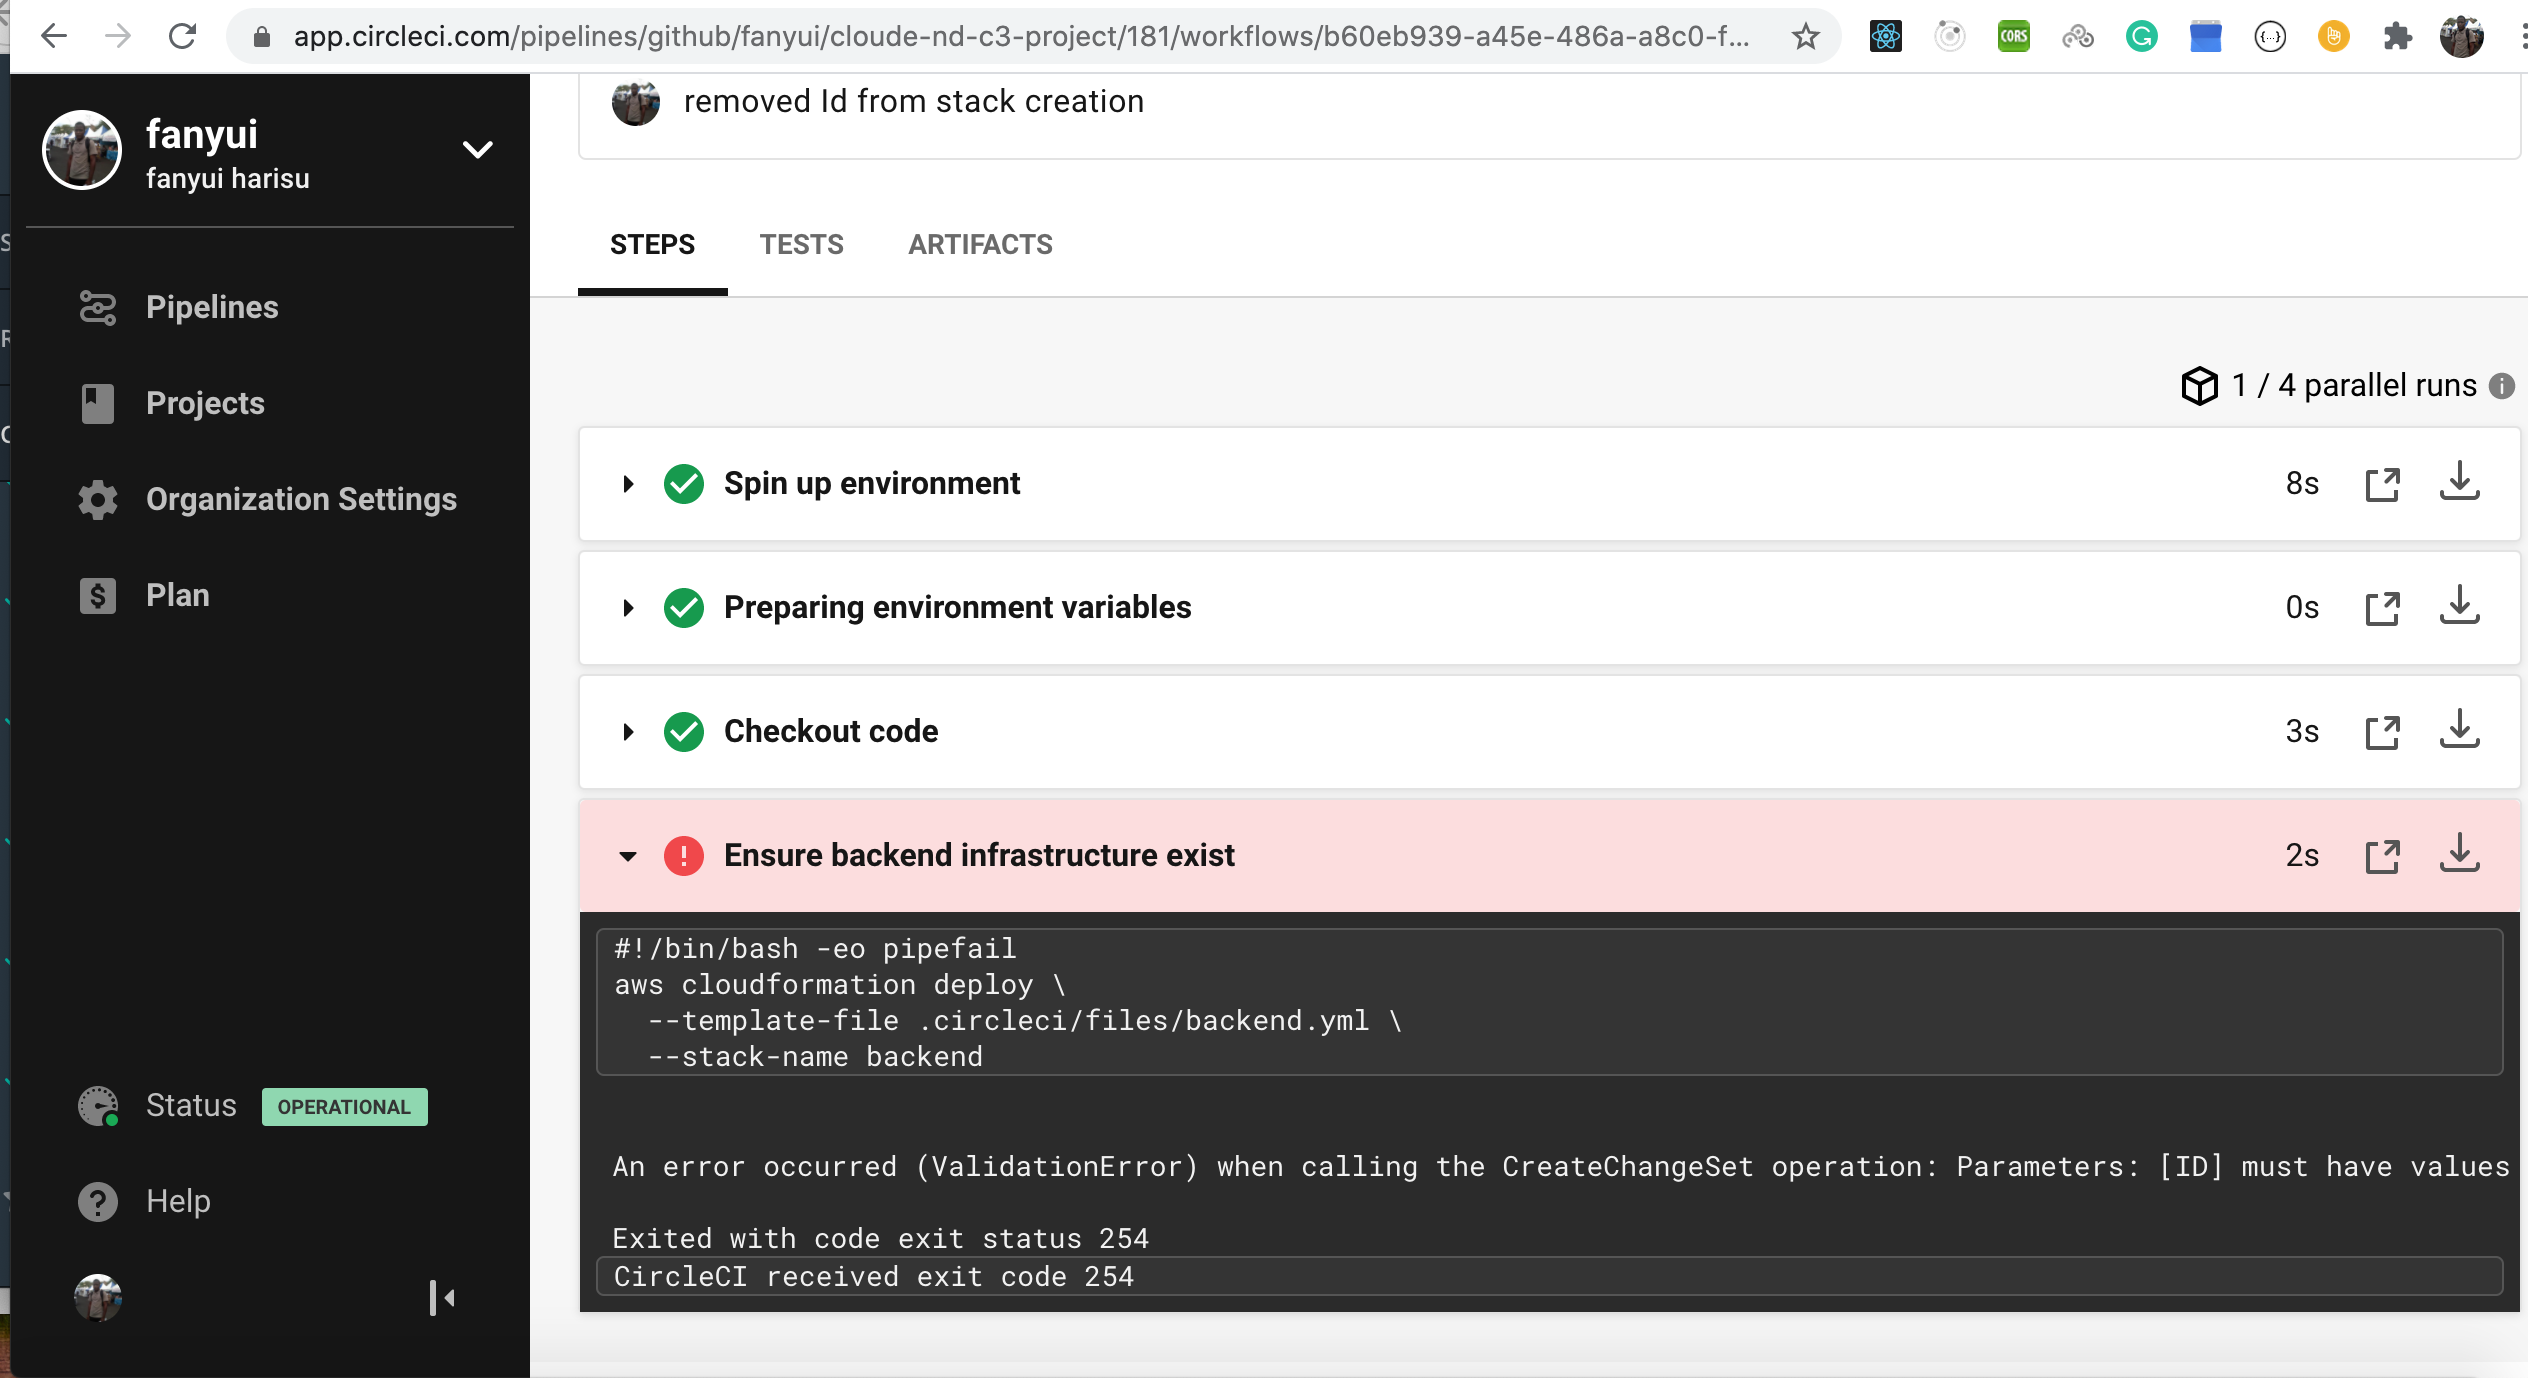 app.circleci.com/pipelines/github/fanyui/cloude-nd-c3-project/181/workflows/b60eb939-a45e-486a-a8c0-f...
CORS
fanyui
fanyui harisu
removed Id from stack creation
STEPS TESTS ARTIFACTS
Pipelines
Projects
Organization Settings
Plan
1 / 4 parallel runs
Spin up environment 8s
Preparing environment variables 0s
Checkout code 3s
Ensure backend infrastructure exist 2s
#!/bin/bash -eo pipefail
aws cloudformation deploy \
--template-file .circleci/files/backend.yml \
--stack-name backend
An error occurred (ValidationError) when calling the CreateChangeSet operation: Parameters: [ID] must have values
Exited with code exit status 254
CircleCI received exit code 254
Status OPERATIONAL
Help